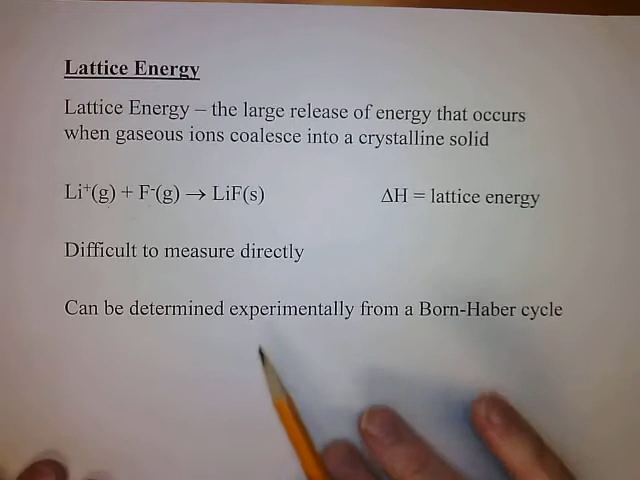 Lattice Energy
Lattice Energy – the large release of energy that occurs
when gaseous ions coalesce into a crystalline solid
Li⁺(g) + F⁻(g) → LiF(s) ΔH = lattice energy
Difficult to measure directly
Can be determined experimentally from a Born-Haber cycle